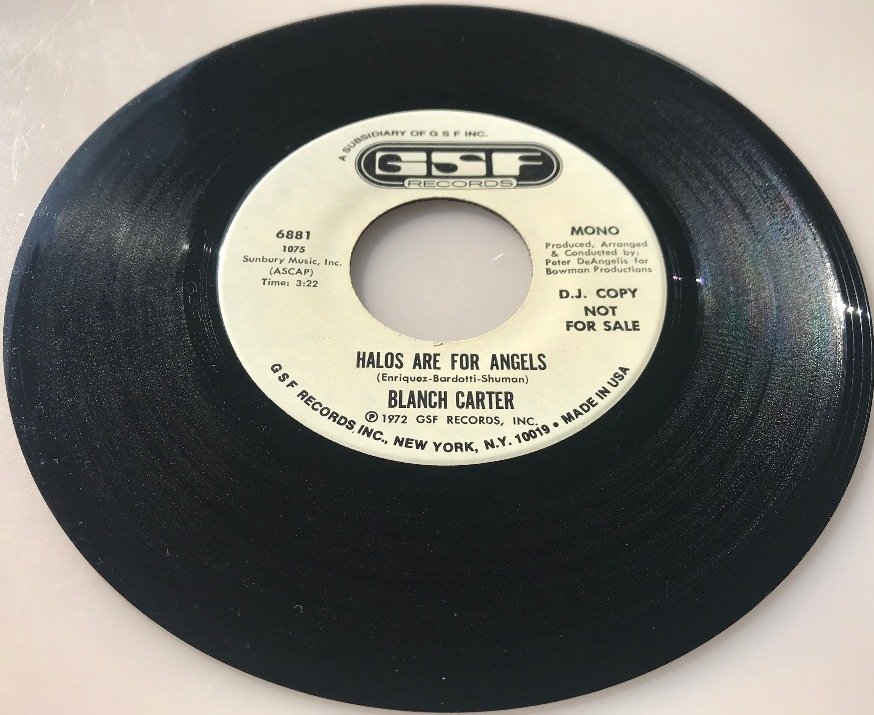 A SUBSIDIARY OF G S F INC.
GSF
RECORDS
6881
1075
Sunbury Music, Inc.
(ASCAP)
Time: 3:22
MONO
Produced, Arranged
& Conducted by:
Peter DeAngelis for
Bowman Productions
D.J. COPY
NOT
FOR SALE
HALOS ARE FOR ANGELS
(Enriquez-Bardotti-Shuman)
BLANCH CARTER
℗ 1972 GSF RECORDS, INC.
G S F RECORDS, INC., NEW YORK, N.Y. 10019 • MADE IN USA